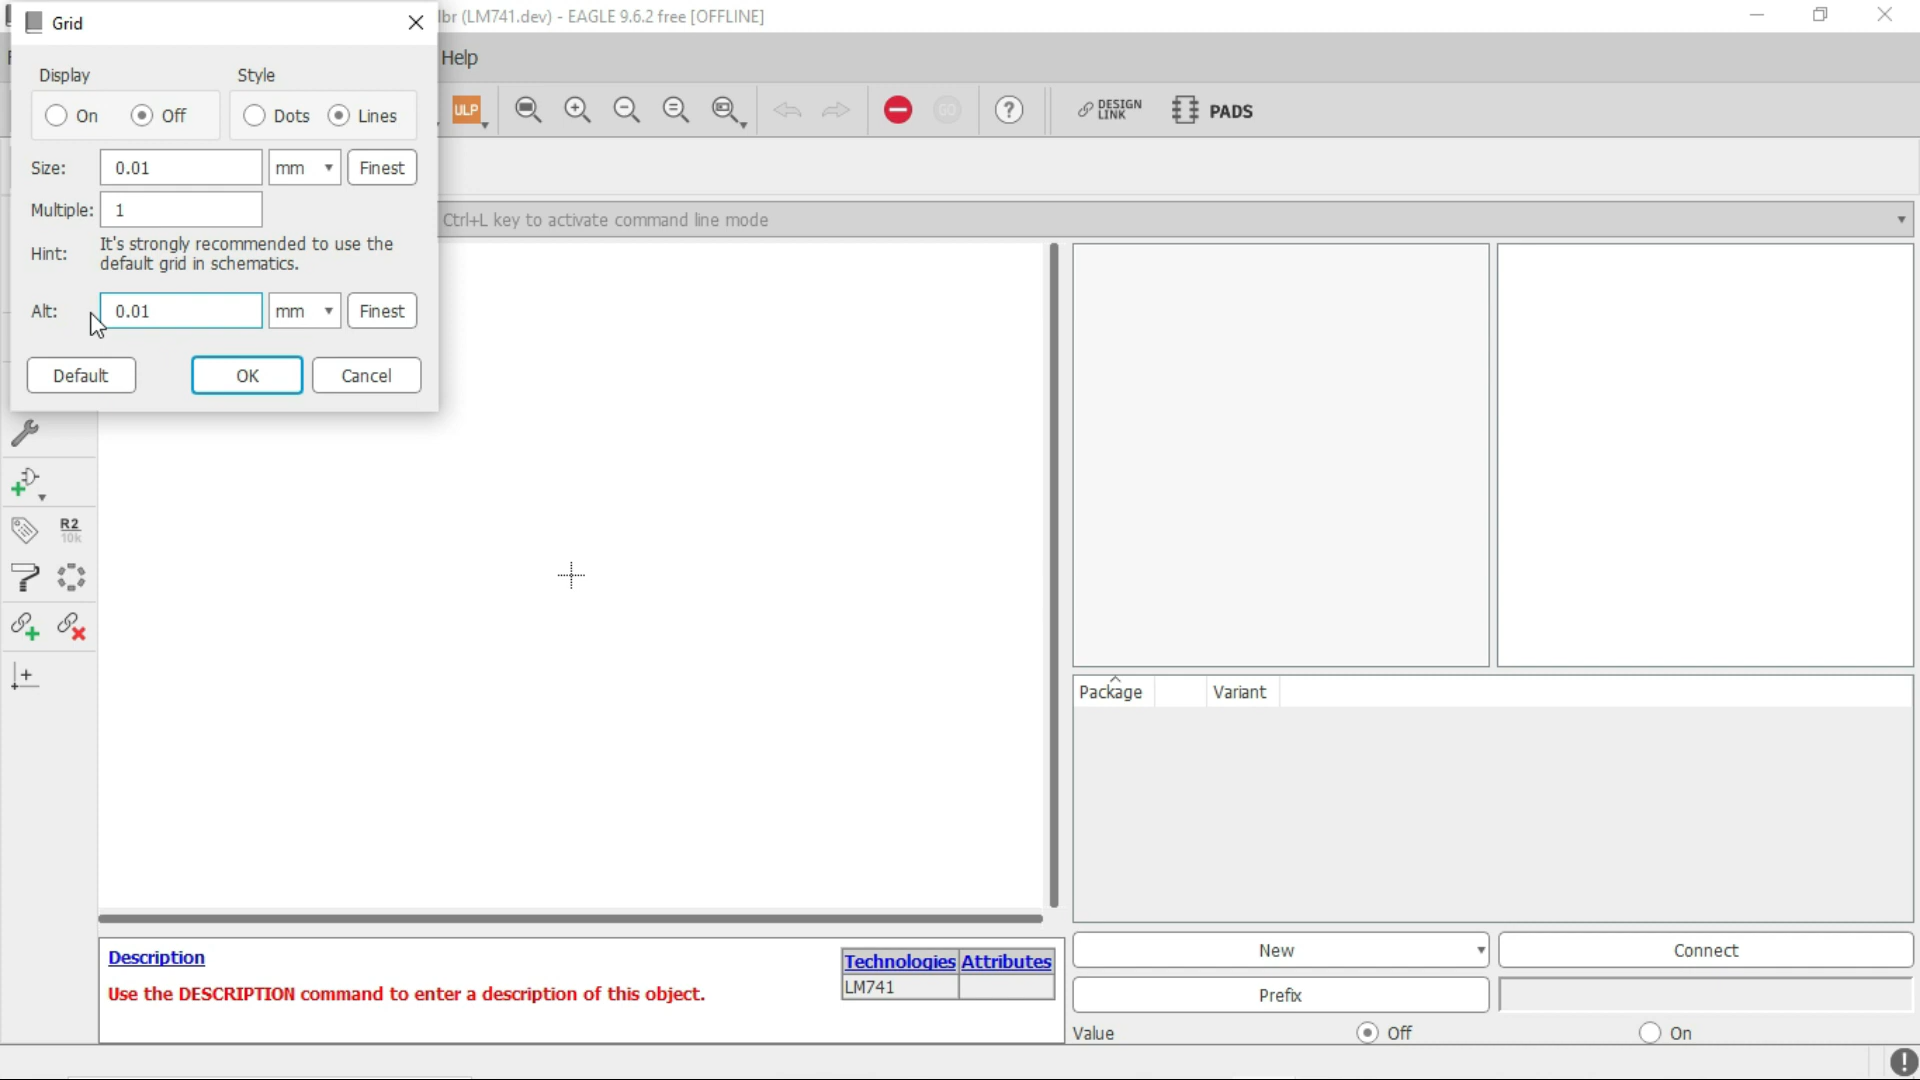 Grid
lbr (LM741.dev) - EAGLE 9.6.2 free [OFFLINE]
Help
Display
Style
On
Off
Dots
Lines
ULP
GO
DESIGN
LINK
PADS
Size:
0.01
mm
Finest
Multiple:
1
Ctrl+L key to activate command line mode
Hint:
It's strongly recommended to use the
default grid in schematics.
Alt:
0.01
mm
Finest
Default
OK
Cancel
R2
10k
Package
Variant
Description
Use the DESCRIPTION command to enter a description of this object.
Technologies
Attributes
LM741
New
Connect
Prefix
Value
Off
On